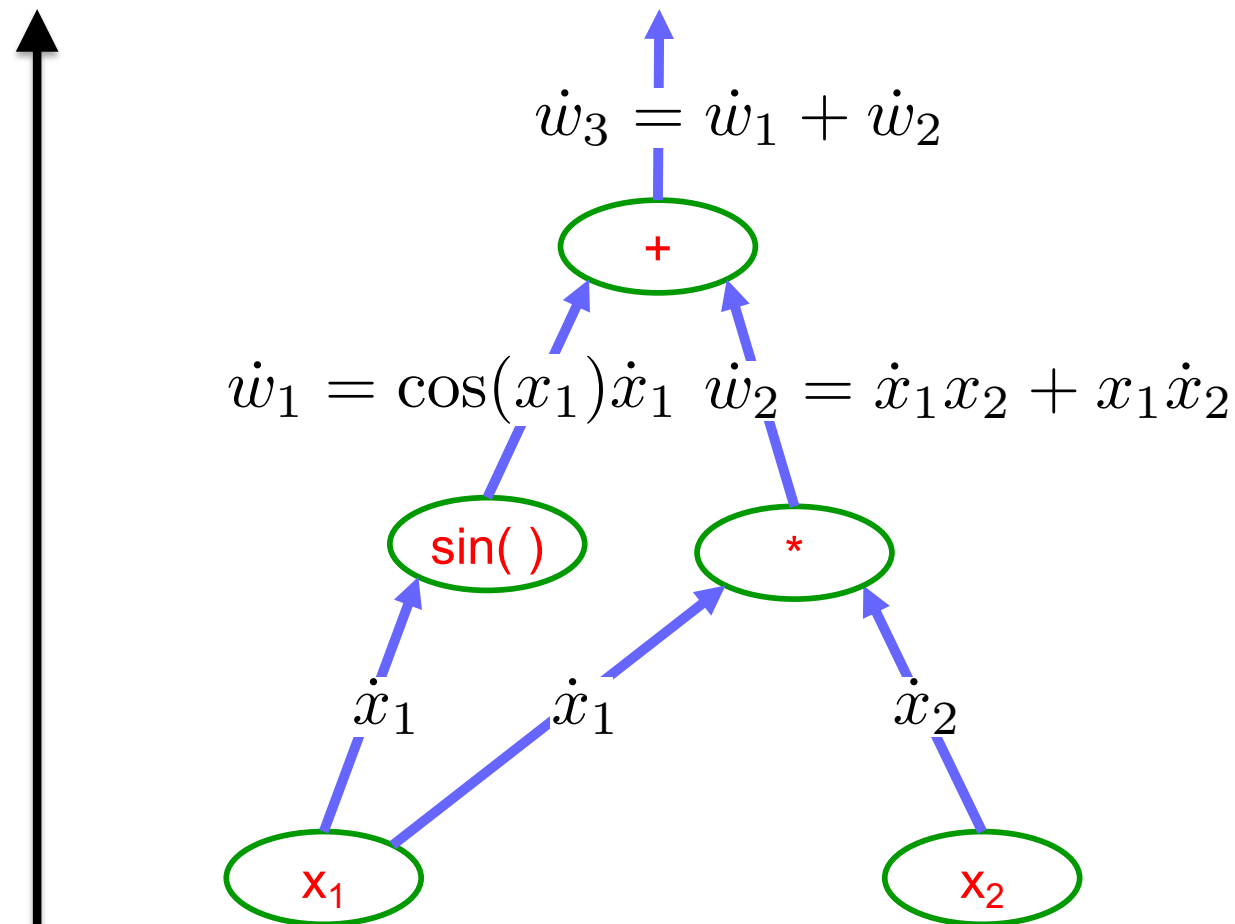 ẇ₃ = ẇ₁ + ẇ₂
+
ẇ₁ = cos(x₁)ẋ₁ ẇ₂ = ẋ₁x₂ + x₁ẋ₂
sin( ) *
ẋ₁ ẋ₁ ẋ₂
x₁ x₂